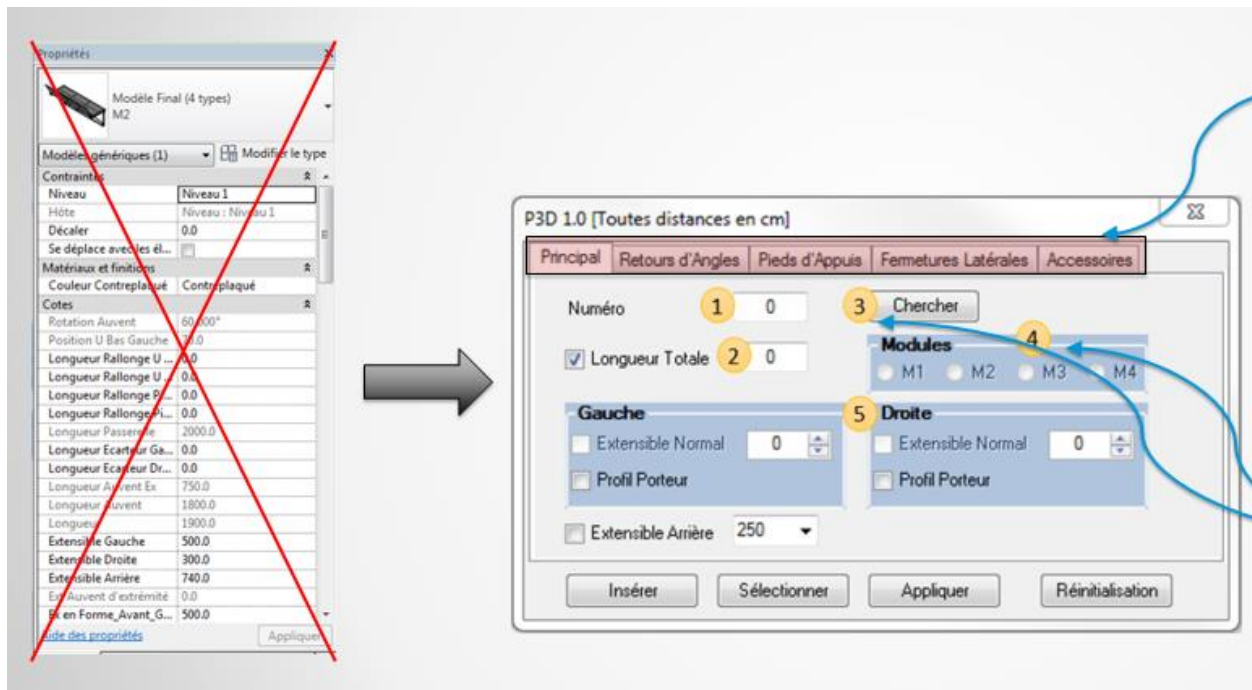 Propriétés
Modèle Final (4 types)
M2
Modèles génériques (1) Modifier le type
Contraintes
Niveau Niveau 1
Hôte Niveau : Niveau 1
Décaler 0.0
Se déplace avec les él...
Matériaux et finitions
Couleur Contreplaqué Contreplaqué
Cotes
Rotation Auvent 60.000°
Position U Bas Gauche
Longueur Rallonge U ... 0.0
Longueur Rallonge U ... 0.0
Longueur Rallonge Pi... 0.0
Longueur Rallonge Pi... 0.0
Longueur Passerelle 2000.0
Longueur Ecarteur Ga... 0.0
Longueur Ecarteur Dr... 0.0
Longueur Auvent Ex 750.0
Longueur Auvent 1800.0
Longueur 1900.0
Extensible Gauche 500.0
Extensible Droite 300.0
Extensible Arrière 740.0
Ext Auvent d'extrémité 0.0
Ex en Forme_Avant_G... 500.0
Aide des propriétés Appliquer
P3D 1.0 [Toutes distances en cm]
Principal Retours d'Angles Pieds d'Appuis Fermetures Latérales Accessoires
Numéro 1 0 3 Chercher
Longueur Totale 2 0
Modules 4
M1 M2 M3 M4
Gauche 5 Droite
Extensible Normal 0 Extensible Normal 0
Profil Porteur Profil Porteur
Extensible Arrière 250
Insérer Sélectionner Appliquer Réinitialisation